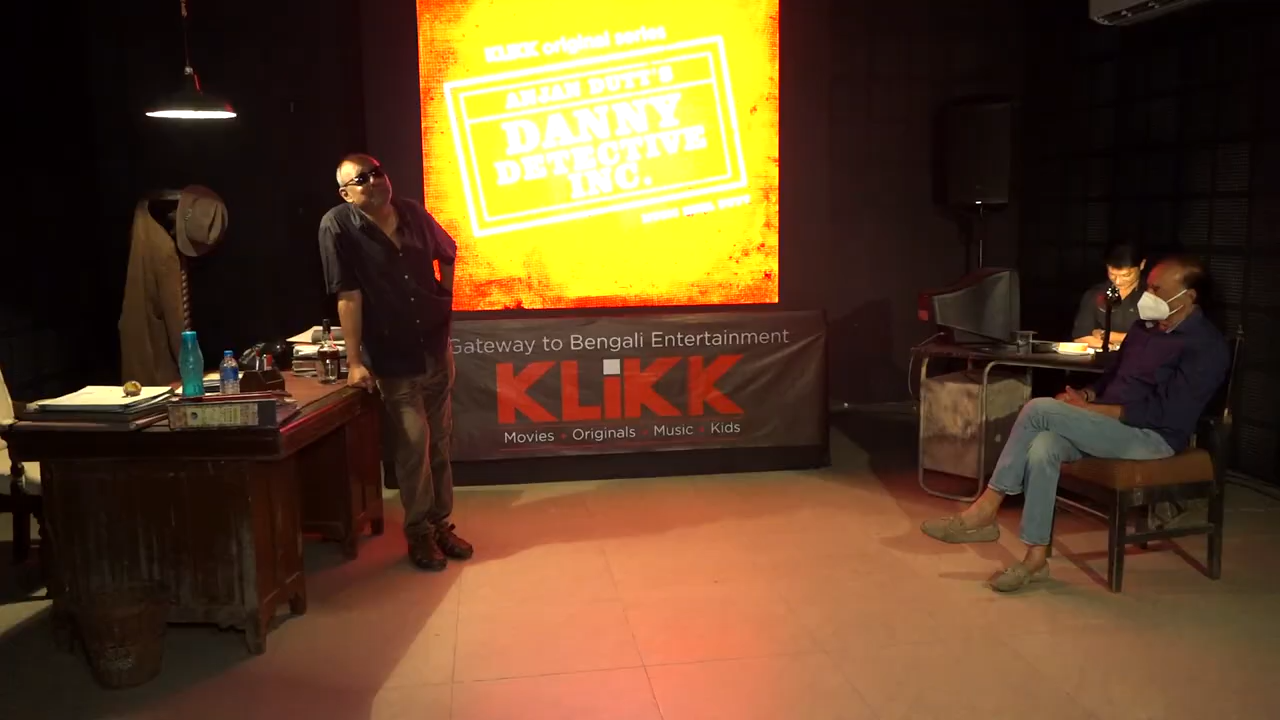 KLIKK original series
ANJAN DUTT'S
DANNY
DETECTIVE
INC.
Gateway to Bengali Entertainment
KLiKK
Movies • Originals • Music • Kids